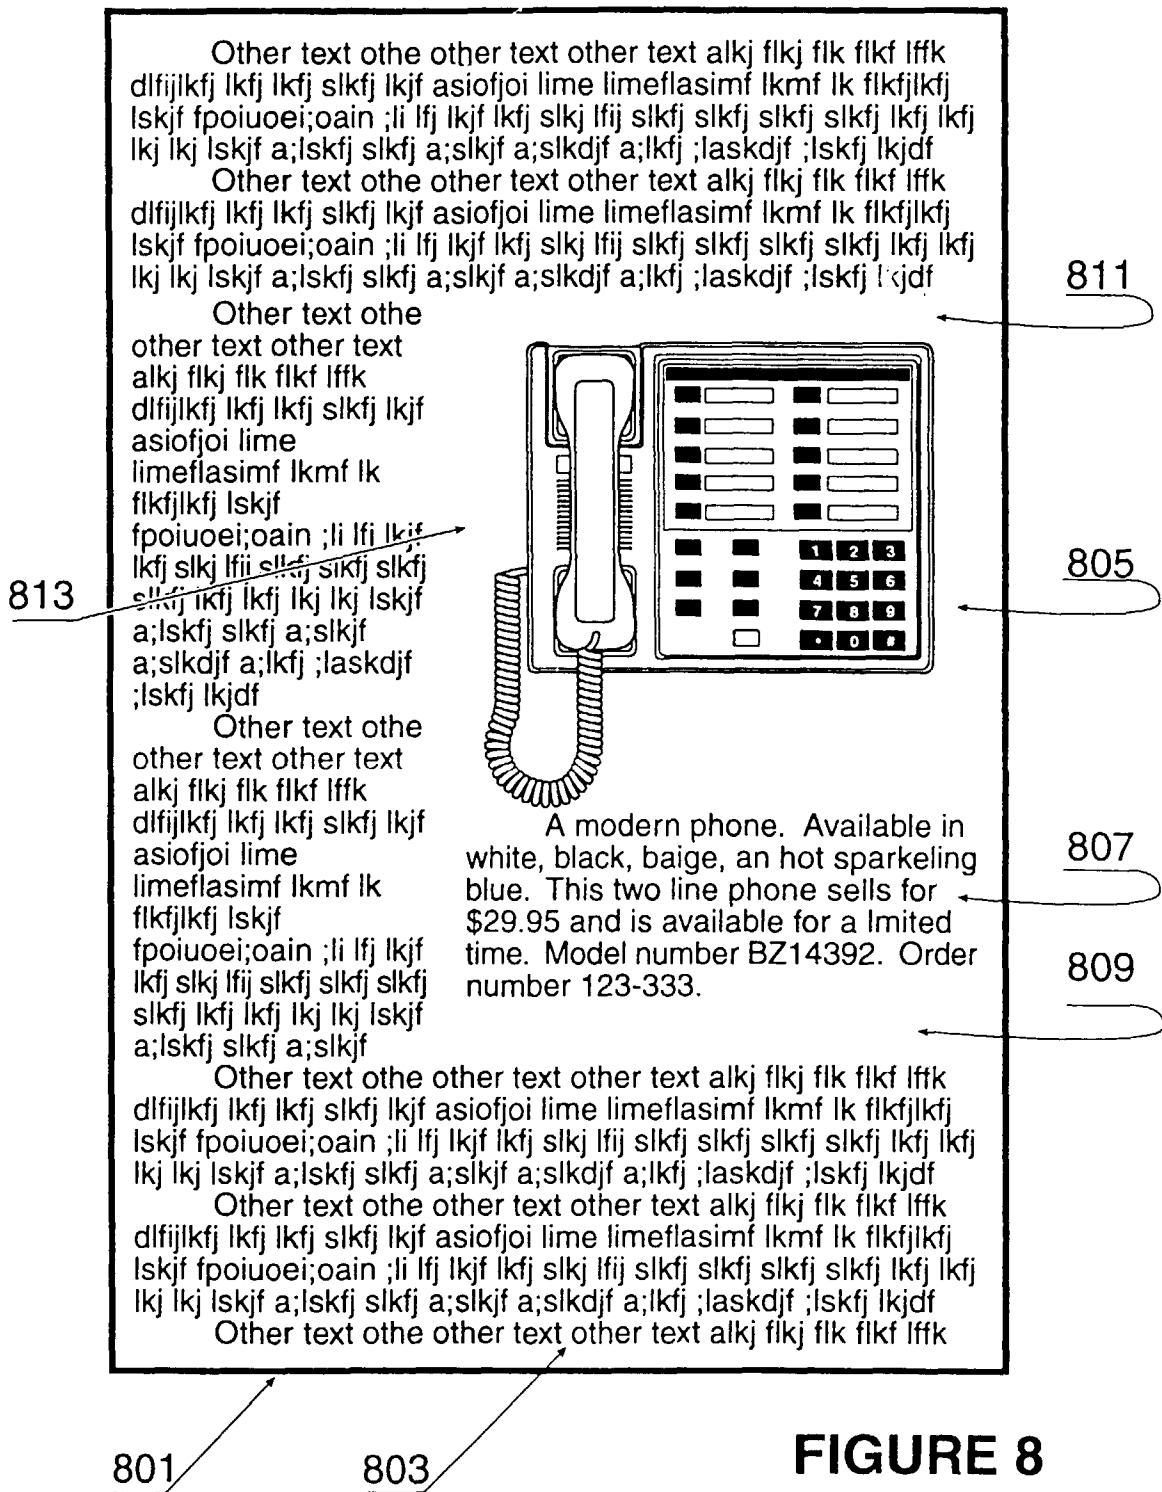 Other text othe other text other text alkj flkj flk flkf lffk
dlfijlkfj lkfj lkfj slkfj lkjf asiofjoi lime limeflasimf lkmf lk flkfjlkfj
lskjf fpoiuoei;oain ;li lfj lkjf lkfj slkj lfij slkfj slkfj slkfj slkfj lkfj lkfj
lkj lkj lskjf a;lskfj slkfj a;slkjf a;slkdjf a;lkfj ;laskdjf ;lskfj lkjdf
Other text othe other text other text alkj flkj flk flkf lffk
dlfijlkfj lkfj lkfj slkfj lkjf asiofjoi lime limeflasimf lkmf lk flkfjlkfj
lskjf fpoiuoei;oain ;li lfj lkjf lkfj slkj lfij slkfj slkfj slkfj slkfj lkfj lkfj
lkj lkj lskjf a;lskfj slkfj a;slkjf a;slkdjf a;lkfj ;laskdjf ;lskfj lkjdf
811
Other text othe
other text other text
alkj flkj flk flkf lffk
dlfijlkfj lkfj lkfj slkfj lkjf
asiofjoi lime
limeflasimf lkmf lk
flkfjlkfj lskjf
fpoiuoei;oain ;li lfj lkjf
lkfj slkj lfij slkfj slkfj slkfj
slkfj lkfj lkfj lkj lkj lskjf
a;lskfj slkfj a;slkjf
a;slkdjf a;lkfj ;laskdjf
;lskfj lkjdf
813
1 2 3
4 5 6
7 8 9
* 0 #
805
Other text othe
other text other text
alkj flkj flk flkf lffk
dlfijlkfj lkfj lkfj slkfj lkjf
asiofjoi lime
limeflasimf lkmf lk
flkfjlkfj lskjf
fpoiuoei;oain ;li lfj lkjf
lkfj slkj lfij slkfj slkfj slkfj
slkfj lkfj lkfj lkj lkj lskjf
a;lskfj slkfj a;slkjf
A modern phone. Available in
white, black, baige, an hot sparkeling
blue. This two line phone sells for
$29.95 and is available for a lmited
time. Model number BZ14392. Order
number 123-333.
807
809
Other text othe other text other text alkj flkj flk flkf lffk
dlfijlkfj lkfj lkfj slkfj lkjf asiofjoi lime limeflasimf lkmf lk flkfjlkfj
lskjf fpoiuoei;oain ;li lfj lkjf lkfj slkj lfij slkfj slkfj slkfj slkfj lkfj lkfj
lkj lkj lskjf a;lskfj slkfj a;slkjf a;slkdjf a;lkfj ;laskdjf ;lskfj lkjdf
Other text othe other text other text alkj flkj flk flkf lffk
dlfijlkfj lkfj lkfj slkfj lkjf asiofjoi lime limeflasimf lkmf lk flkfjlkfj
lskjf fpoiuoei;oain ;li lfj lkjf lkfj slkj lfij slkfj slkfj slkfj slkfj lkfj lkfj
lkj lkj lskjf a;lskfj slkfj a;slkjf a;slkdjf a;lkfj ;laskdjf ;lskfj lkjdf
Other text othe other text other text alkj flkj flk flkf lffk
801
803
FIGURE 8